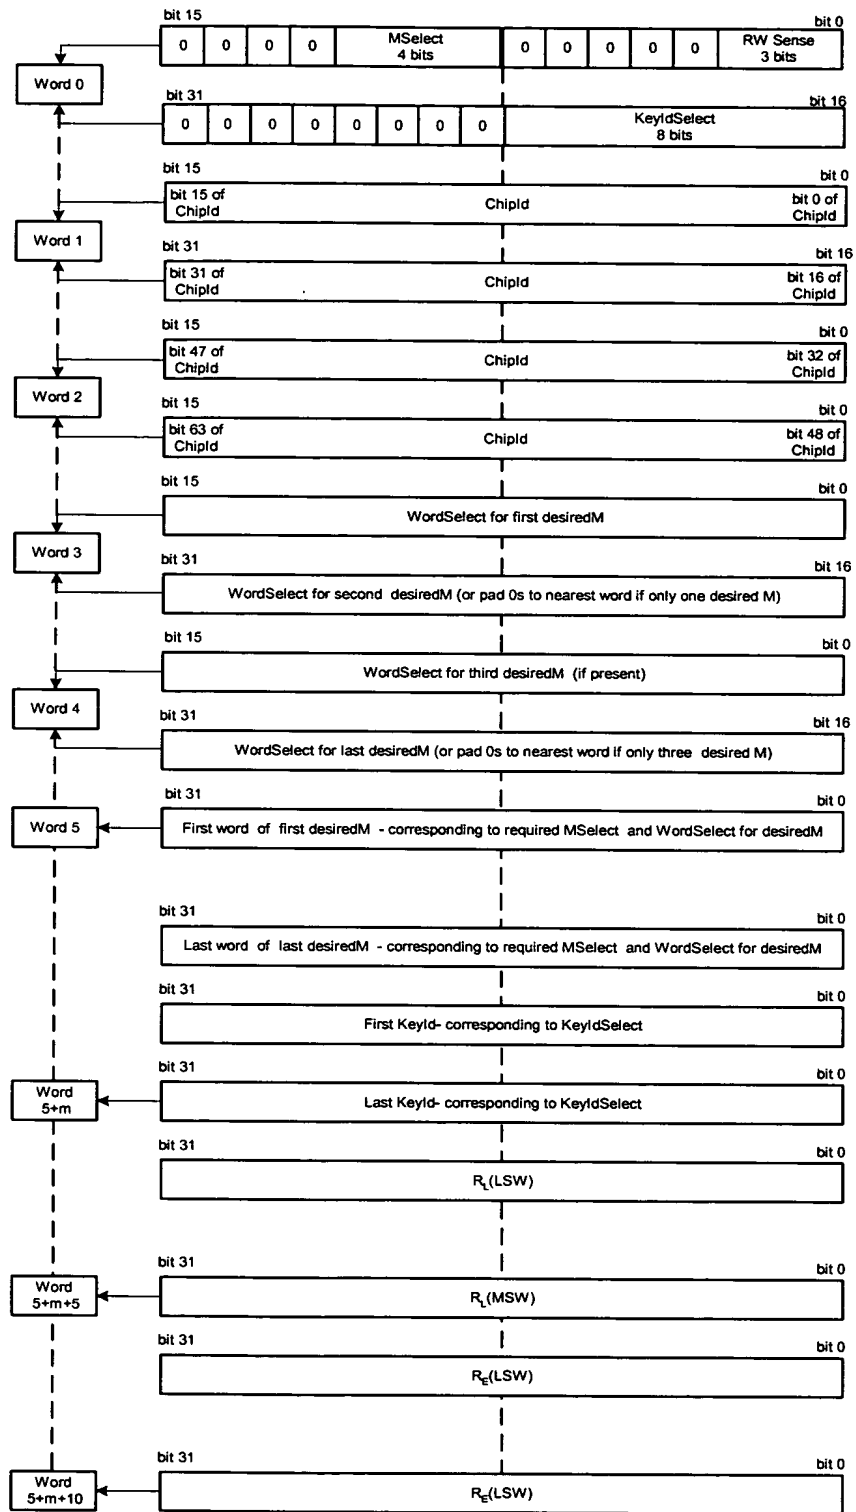 bit 15
bit 0
0 0 0 0 MSelect 4 bits 0 0 0 0 0 RW Sense 3 bits
Word 0
bit 31
bit 16
0 0 0 0 0 0 0 0 KeyIdSelect 8 bits
bit 15
bit 0
bit 15 of ChipId
ChipId
bit 0 of ChipId
Word 1
bit 31
bit 16
bit 31 of ChipId
ChipId
bit 16 of ChipId
bit 15
bit 0
bit 47 of ChipId
ChipId
bit 32 of ChipId
Word 2
bit 15
bit 0
bit 63 of ChipId
ChipId
bit 48 of ChipId
bit 15
bit 0
WordSelect for first desiredM
Word 3
bit 31
bit 16
WordSelect for second desiredM (or pad 0s to nearest word if only one desired M)
bit 15
bit 0
WordSelect for third desiredM (if present)
Word 4
bit 31
bit 16
WordSelect for last desiredM (or pad 0s to nearest word if only three desired M)
bit 31
bit 0
Word 5
First word of first desiredM - corresponding to required MSelect and WordSelect for desiredM
bit 31
bit 0
Last word of last desiredM - corresponding to required MSelect and WordSelect for desiredM
bit 31
bit 0
First KeyId- corresponding to KeyIdSelect
bit 31
bit 0
Word 5+m
Last KeyId- corresponding to KeyIdSelect
bit 31
bit 0
R_L(LSW)
bit 31
bit 0
Word 5+m+5
R_L(MSW)
bit 31
bit 0
R_E(LSW)
bit 31
bit 0
Word 5+m+10
R_E(LSW)